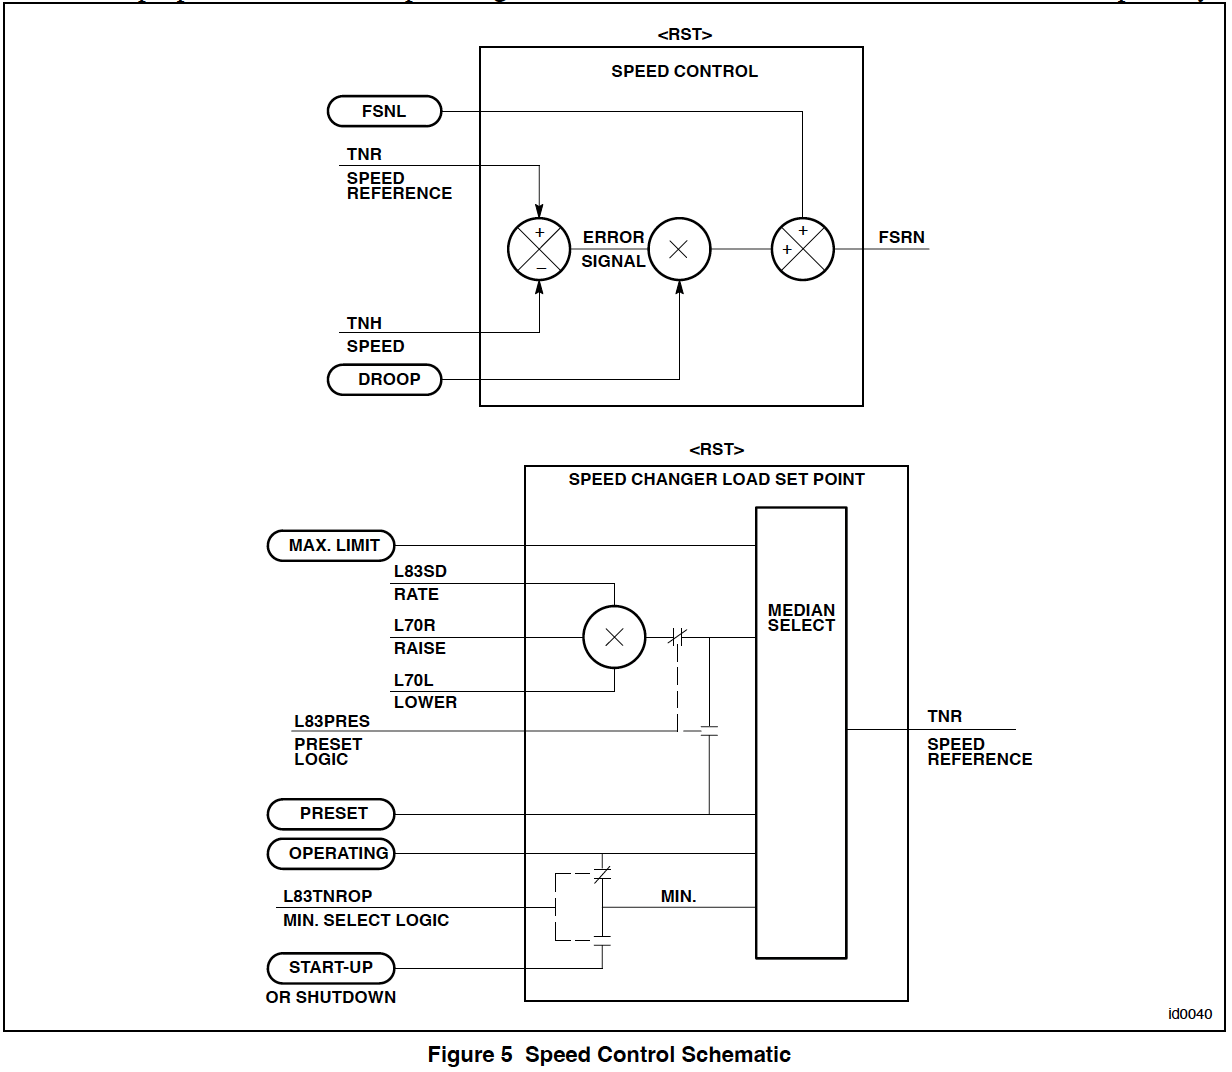 <RST>
SPEED CONTROL
FSNL
TNR
SPEED
REFERENCE
+
−
ERROR
SIGNAL
+
+
FSRN
TNH
SPEED
DROOP
<RST>
SPEED CHANGER LOAD SET POINT
MAX. LIMIT
L83SD
RATE
L70R
RAISE
L70L
LOWER
MEDIAN
SELECT
L83PRES
PRESET
LOGIC
TNR
SPEED
REFERENCE
PRESET
OPERATING
L83TNROP
MIN. SELECT LOGIC
MIN.
START-UP
OR SHUTDOWN
id0040
Figure 5 Speed Control Schematic